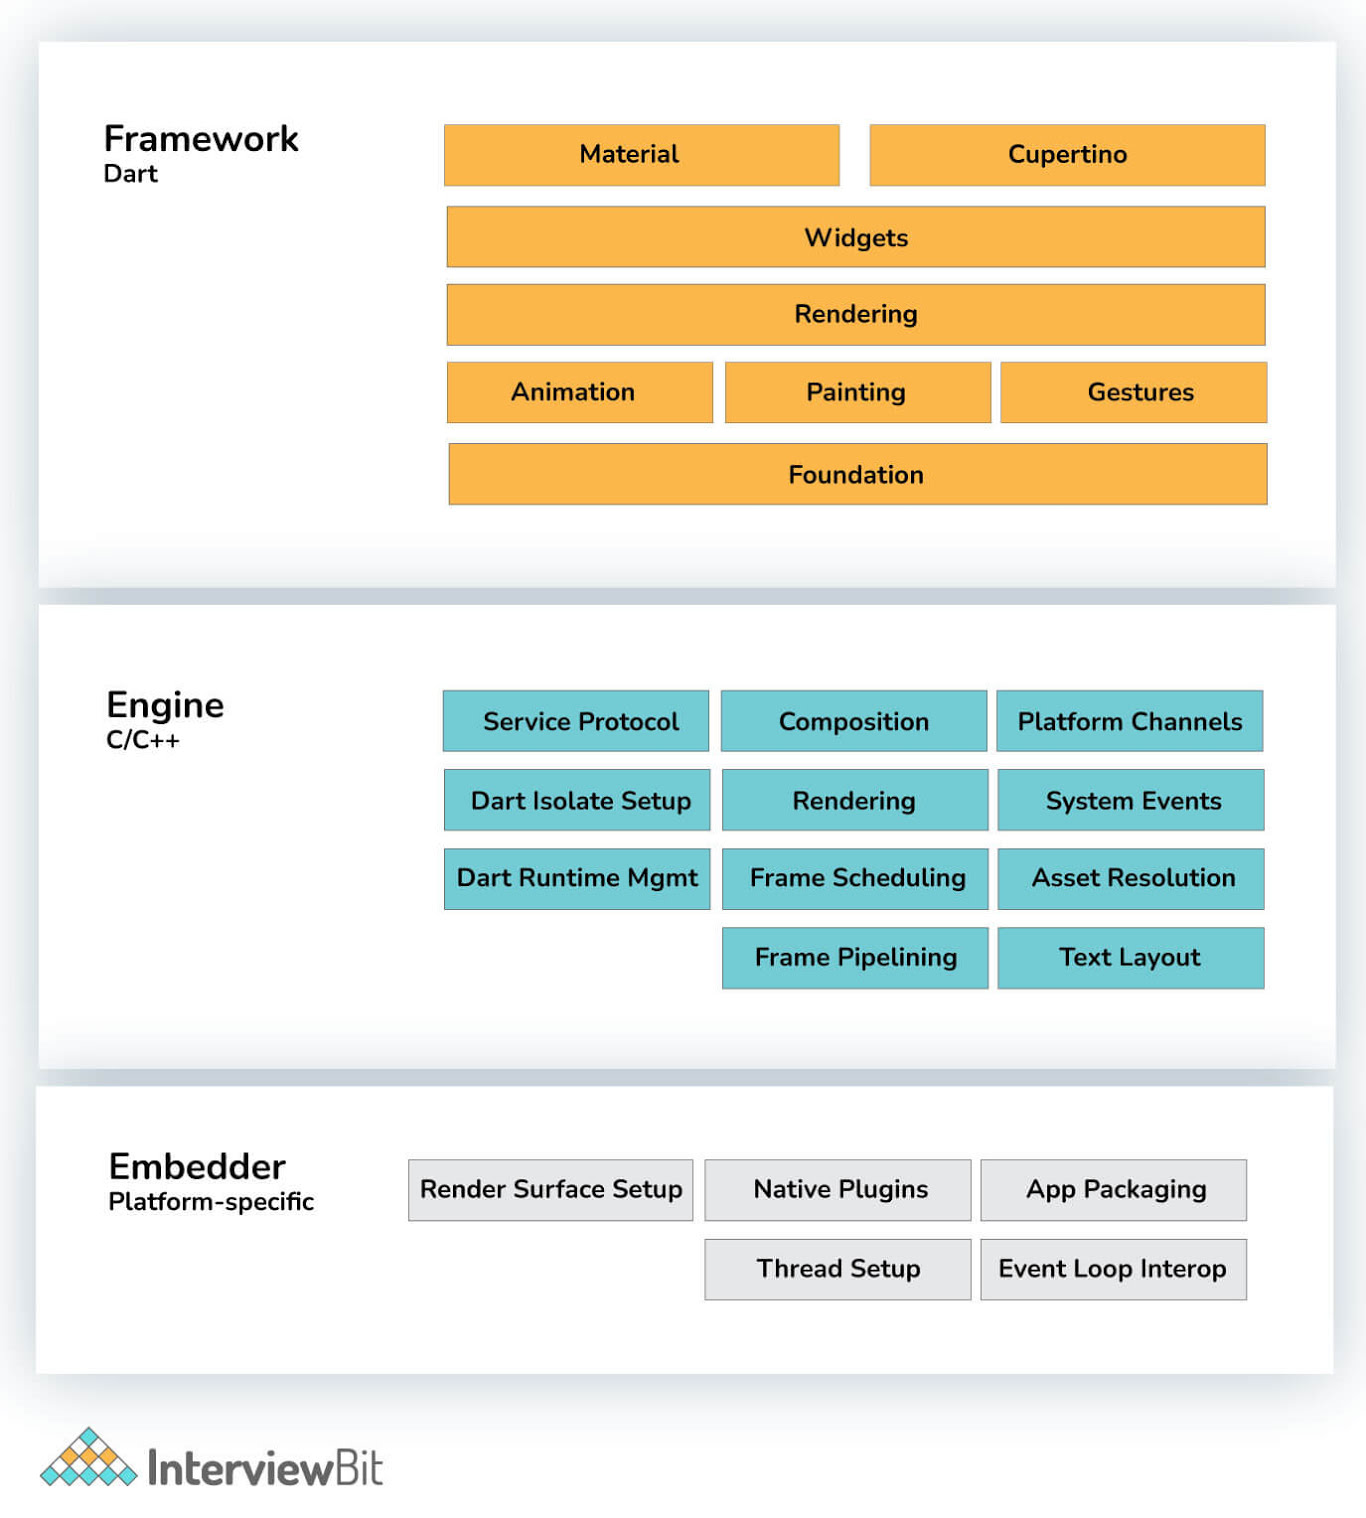 Framework
Dart
Material
Cupertino
Widgets
Rendering
Animation
Painting
Gestures
Foundation
Engine
C/C++
Service Protocol
Composition
Platform Channels
Dart Isolate Setup
Rendering
System Events
Dart Runtime Mgmt
Frame Scheduling
Asset Resolution
Frame Pipelining
Text Layout
Embedder
Platform-specific
Render Surface Setup
Native Plugins
App Packaging
Thread Setup
Event Loop Interop
InterviewBit